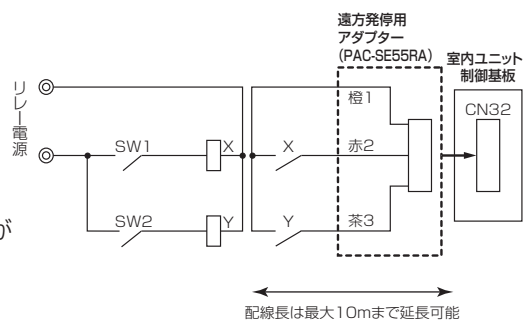 遠方発停用
アダプター
(PAC-SE55RA)
室内ユニット
制御基板
リレー電源
橙1
CN32
SW1
X
X
赤2
SW2
Y
Y
茶3
が
配線長は最大10mまで延長可能